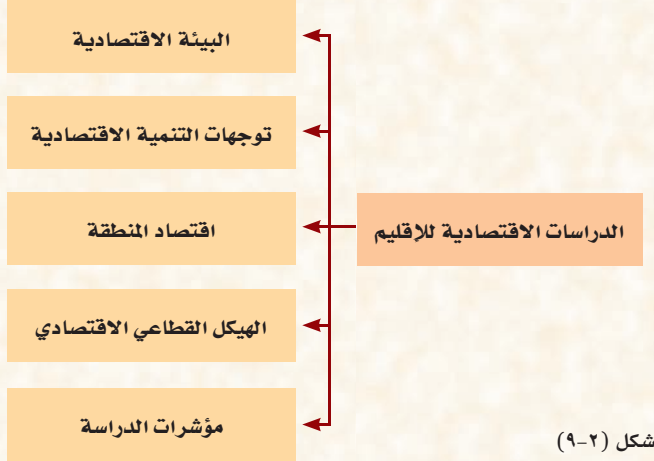 الدراسات الاقتصادية للإقليم
البيئة الاقتصادية
توجهات التنمية الاقتصادية
اقتصاد المنطقة
الهيكل القطاعي الاقتصادي
مؤشرات الدراسة
شكل (٢-٩)